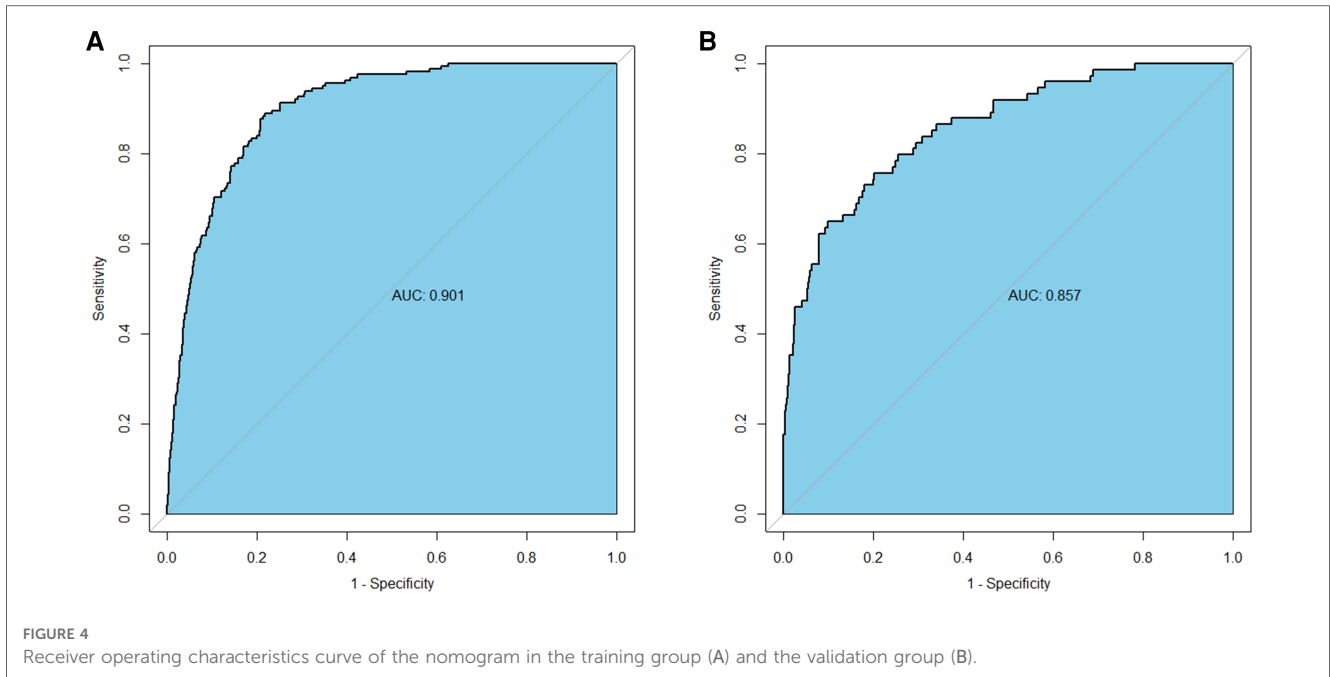 A
1.0
0.8
0.6
0.4
0.2
0.0
Sensitivity
AUC: 0.901
0.0 0.2 0.4 0.6 0.8 1.0
1 - Specificity
B
1.0
0.8
0.6
0.4
0.2
0.0
Sensitivity
AUC: 0.857
0.0 0.2 0.4 0.6 0.8 1.0
1 - Specificity
FIGURE 4
Receiver operating characteristics curve of the nomogram in the training group (A) and the validation group (B).